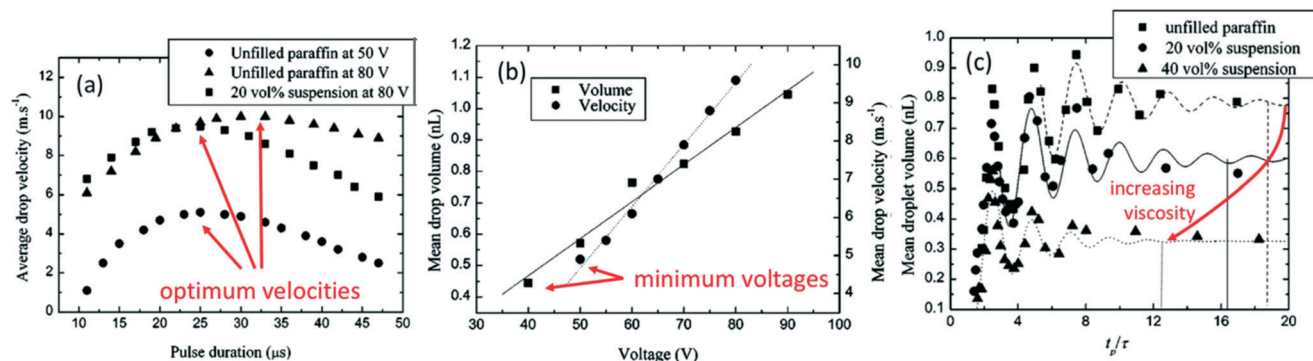 (a)
Unfilled paraffin at 50 V
Unfilled paraffin at 80 V
20 vol% suspension at 80 V
Average drop velocity (m.s⁻¹)
12
10
8
6
4
2
0
optimum velocities
10 15 20 25 30 35 40 45 50
Pulse duration (μs)
(b)
Volume
Velocity
Mean drop volume (nL)
1.2
1.1
1.0
0.9
0.8
0.7
0.6
0.5
0.4
Mean drop velocity (m.s⁻¹)
10
9
8
7
6
5
4
minimum voltages
30 40 50 60 70 80 90 100
Voltage (V)
(c)
unfilled paraffin
20 vol% suspension
40 vol% suspension
Mean droplet volume (nL)
1.0
0.9
0.8
0.7
0.6
0.5
0.4
0.3
0.2
0.1
increasing
viscosity
0 4 8 12 16 20
tₚ/τ